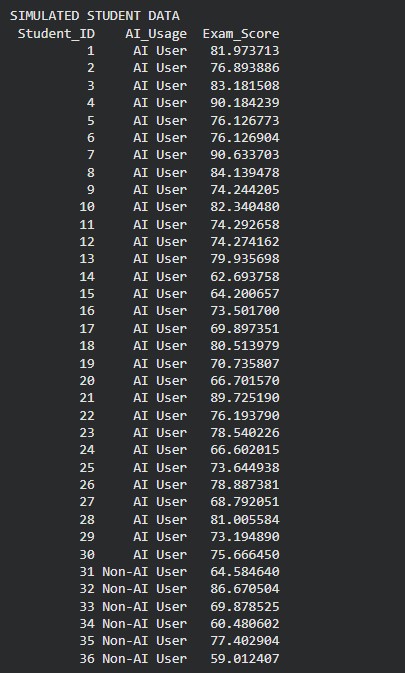 SIMULATED STUDENT DATA
Student_ID AI_Usage Exam_Score
1 AI User 81.973713
2 AI User 76.893886
3 AI User 83.181508
4 AI User 90.184239
5 AI User 76.126773
6 AI User 76.126904
7 AI User 90.633703
8 AI User 84.139478
9 AI User 74.244205
10 AI User 82.340480
11 AI User 74.292658
12 AI User 74.274162
13 AI User 79.935698
14 AI User 62.693758
15 AI User 64.200657
16 AI User 73.501700
17 AI User 69.897351
18 AI User 80.513979
19 AI User 70.735807
20 AI User 66.701570
21 AI User 89.725190
22 AI User 76.193790
23 AI User 78.540226
24 AI User 66.602015
25 AI User 73.644938
26 AI User 78.887381
27 AI User 68.792051
28 AI User 81.005584
29 AI User 73.194890
30 AI User 75.666450
31 Non-AI User 64.584640
32 Non-AI User 86.670504
33 Non-AI User 69.878525
34 Non-AI User 60.480602
35 Non-AI User 77.402904
36 Non-AI User 59.012407